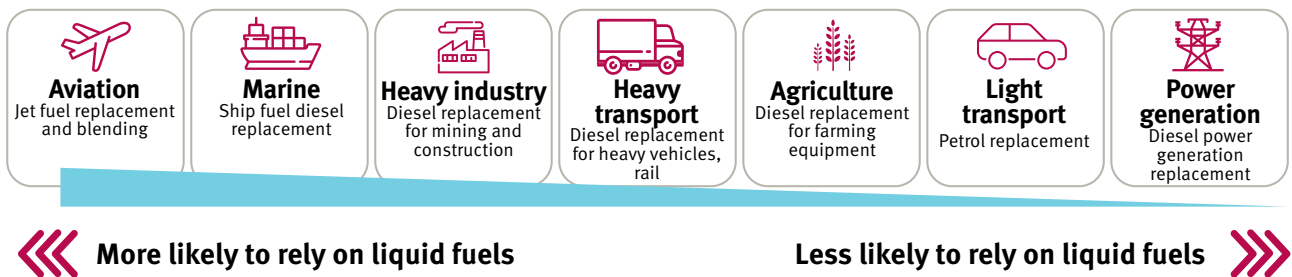 Aviation
Jet fuel replacement
and blending
Marine
Ship fuel diesel
replacement
Heavy industry
Diesel replacement
for mining and
construction
Heavy
transport
Diesel replacement
for heavy vehicles,
rail
Agriculture
Diesel replacement
for farming
equipment
Light
transport
Petrol replacement
Power
generation
Diesel power
generation
replacement
More likely to rely on liquid fuels
Less likely to rely on liquid fuels